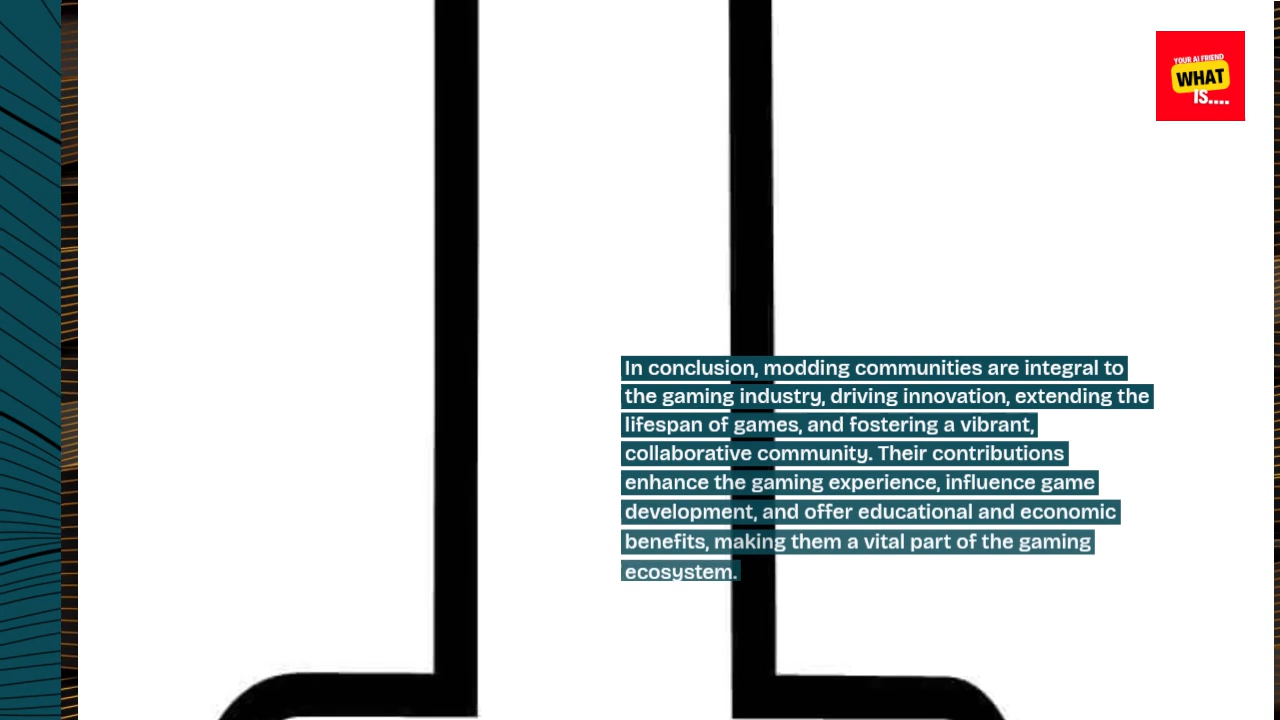 YOUR AI FRIEND
WHAT
IS....
In conclusion, modding communities are integral to
the gaming industry, driving innovation, extending the
lifespan of games, and fostering a vibrant,
collaborative community. Their contributions
enhance the gaming experience, influence game
development, and offer educational and economic
benefits, making them a vital part of the gaming
ecosystem.